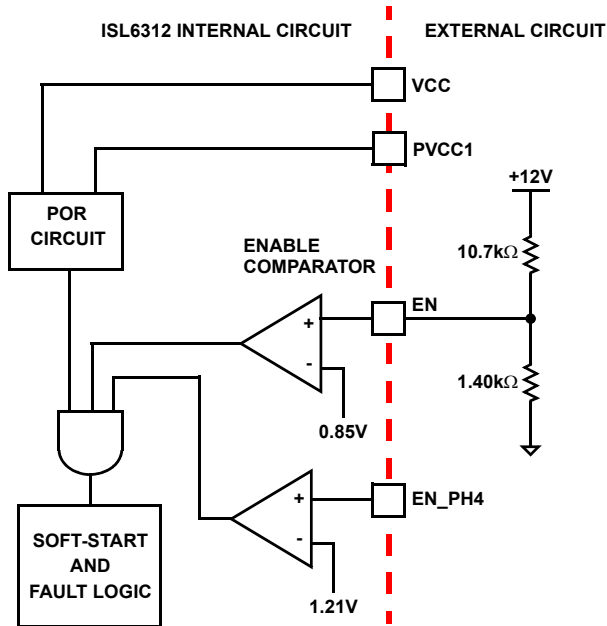 ISL6312 INTERNAL CIRCUIT
EXTERNAL CIRCUIT
VCC
PVCC1
+12V
POR
CIRCUIT
10.7kΩ
ENABLE
COMPARATOR
EN
+
-
1.40kΩ
0.85V
EN_PH4
+
-
SOFT-START
AND
FAULT LOGIC
1.21V